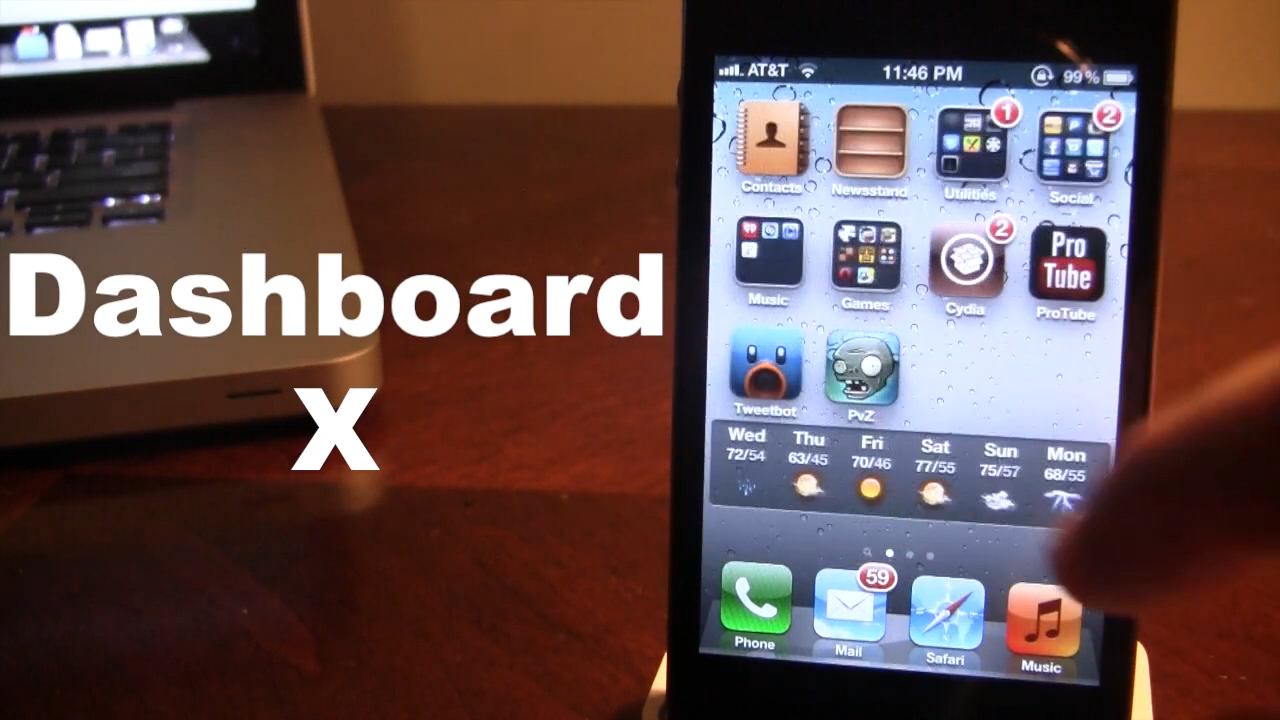 Dashboard
X
AT&T 11:46 PM 99%
1 2
Contacts Newsstand Utilities Social
2
Pro
Tube
Music Games Cydia ProTube
Tweetbot PvZ
Wed Thu Fri Sat Sun Mon
72/54 63/45 70/46 77/55 75/57 68/55
59
Phone Mail Safari Music